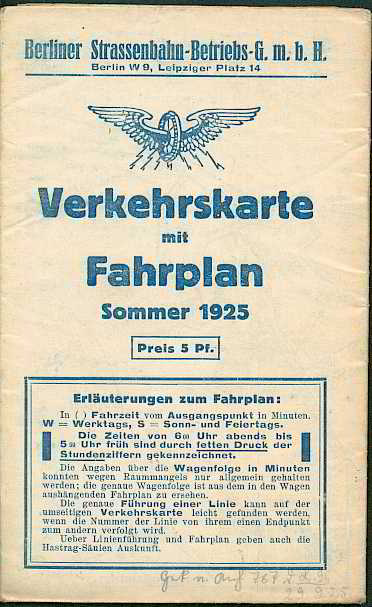 Berliner Strassenbahn-Betriebs-G. m. b. H.
Berlin W 9, Leipziger Platz 14
Verkehrskarte
mit
Fahrplan
Sommer 1925
Preis 5 Pf.
Erläuterungen zum Fahrplan:
In ( ) Fahrzeit vom Ausgangspunkt in Minuten.
W = Werktags, S = Sonn- und Feiertags.
Die Zeiten von 6⁰⁰ Uhr abends bis
5⁵⁹ Uhr früh sind durch fetten Druck der
Stundenziffern gekennzeichnet.
Die Angaben über die Wagenfolge in Minuten
konnten wegen Raummangels nur allgemein gehalten
werden; die genaue Wagenfolge ist aus dem in den Wagen
aushängenden Fahrplan zu ersehen.
Die genaue Führung einer Linie kann auf der
umseitigen Verkehrskarte leicht gefunden werden,
wenn die Nummer der Linie von ihrem einen Endpunkt
zum andern verfolgt wird.
Ueber Linienführung und Fahrplan geben auch die
Hastrag-Säulen Auskunft.